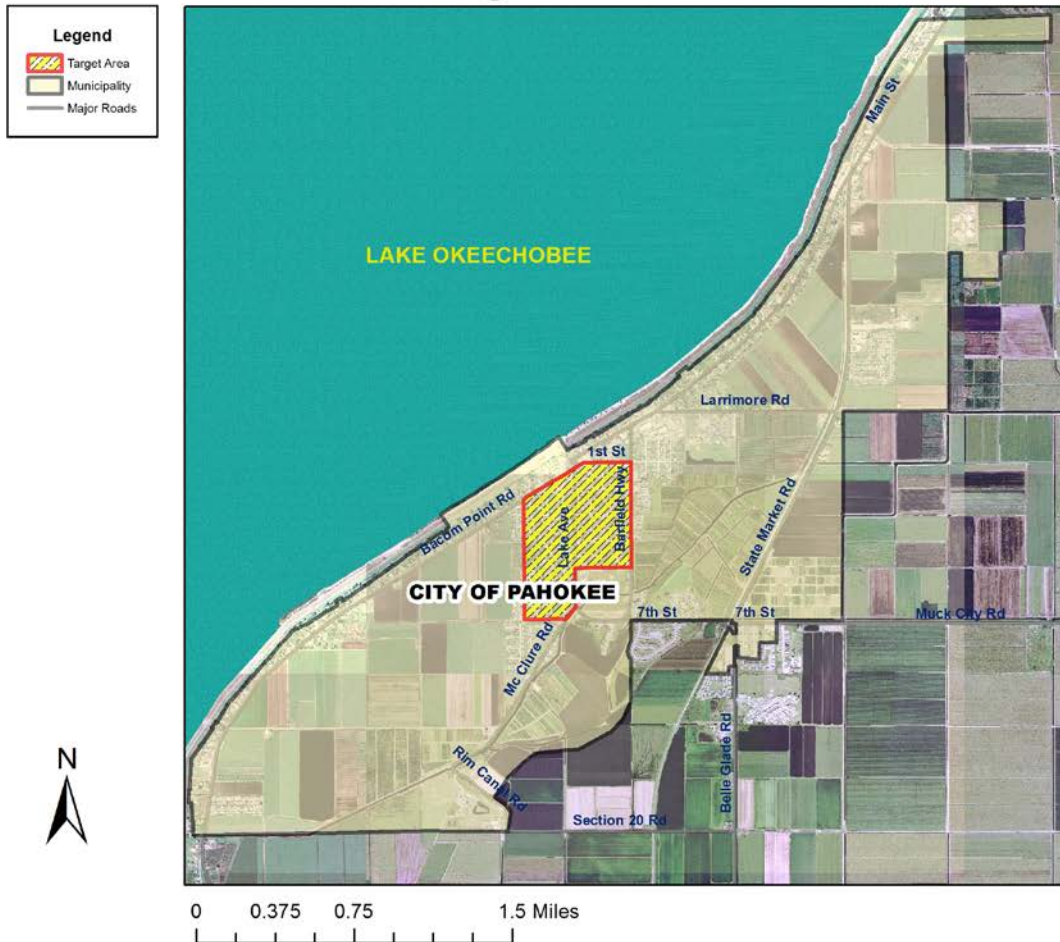 Legend
Target Area
Municipality
Major Roads
Main St
LAKE OKEECHOBEE
Larrimore Rd
1st St
Bacom Point Rd
Lake Ave
Barfield Hwy
State Market Rd
CITY OF PAHOKEE
7th St
7th St
Muck City Rd
Mc Clure Rd
Rim Canal Rd
Belle Glade Rd
Section 20 Rd
N
0 0.375 0.75 1.5 Miles